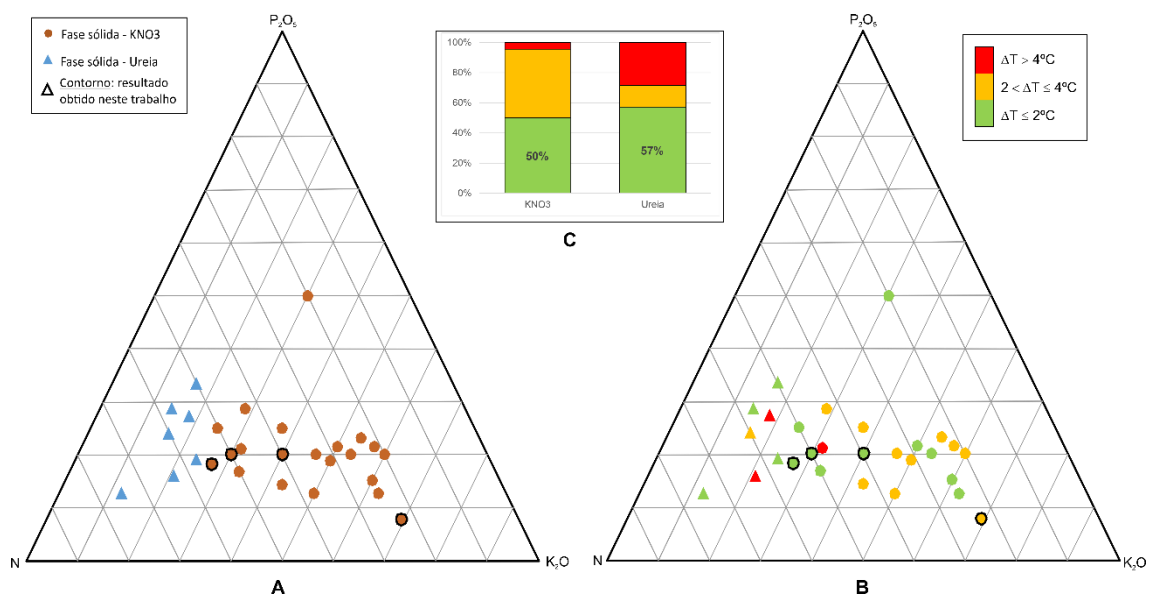 Fase sólida - KNO3
Fase sólida - Ureia
Contorno: resultado
obtido neste trabalho
P₂O₅
N
K₂O
A
100%
80%
60%
40%
20%
0%
50%
57%
KNO3
Ureia
C
P₂O₅
ΔT > 4ºC
2 < ΔT ≤ 4ºC
ΔT ≤ 2ºC
N
K₂O
B